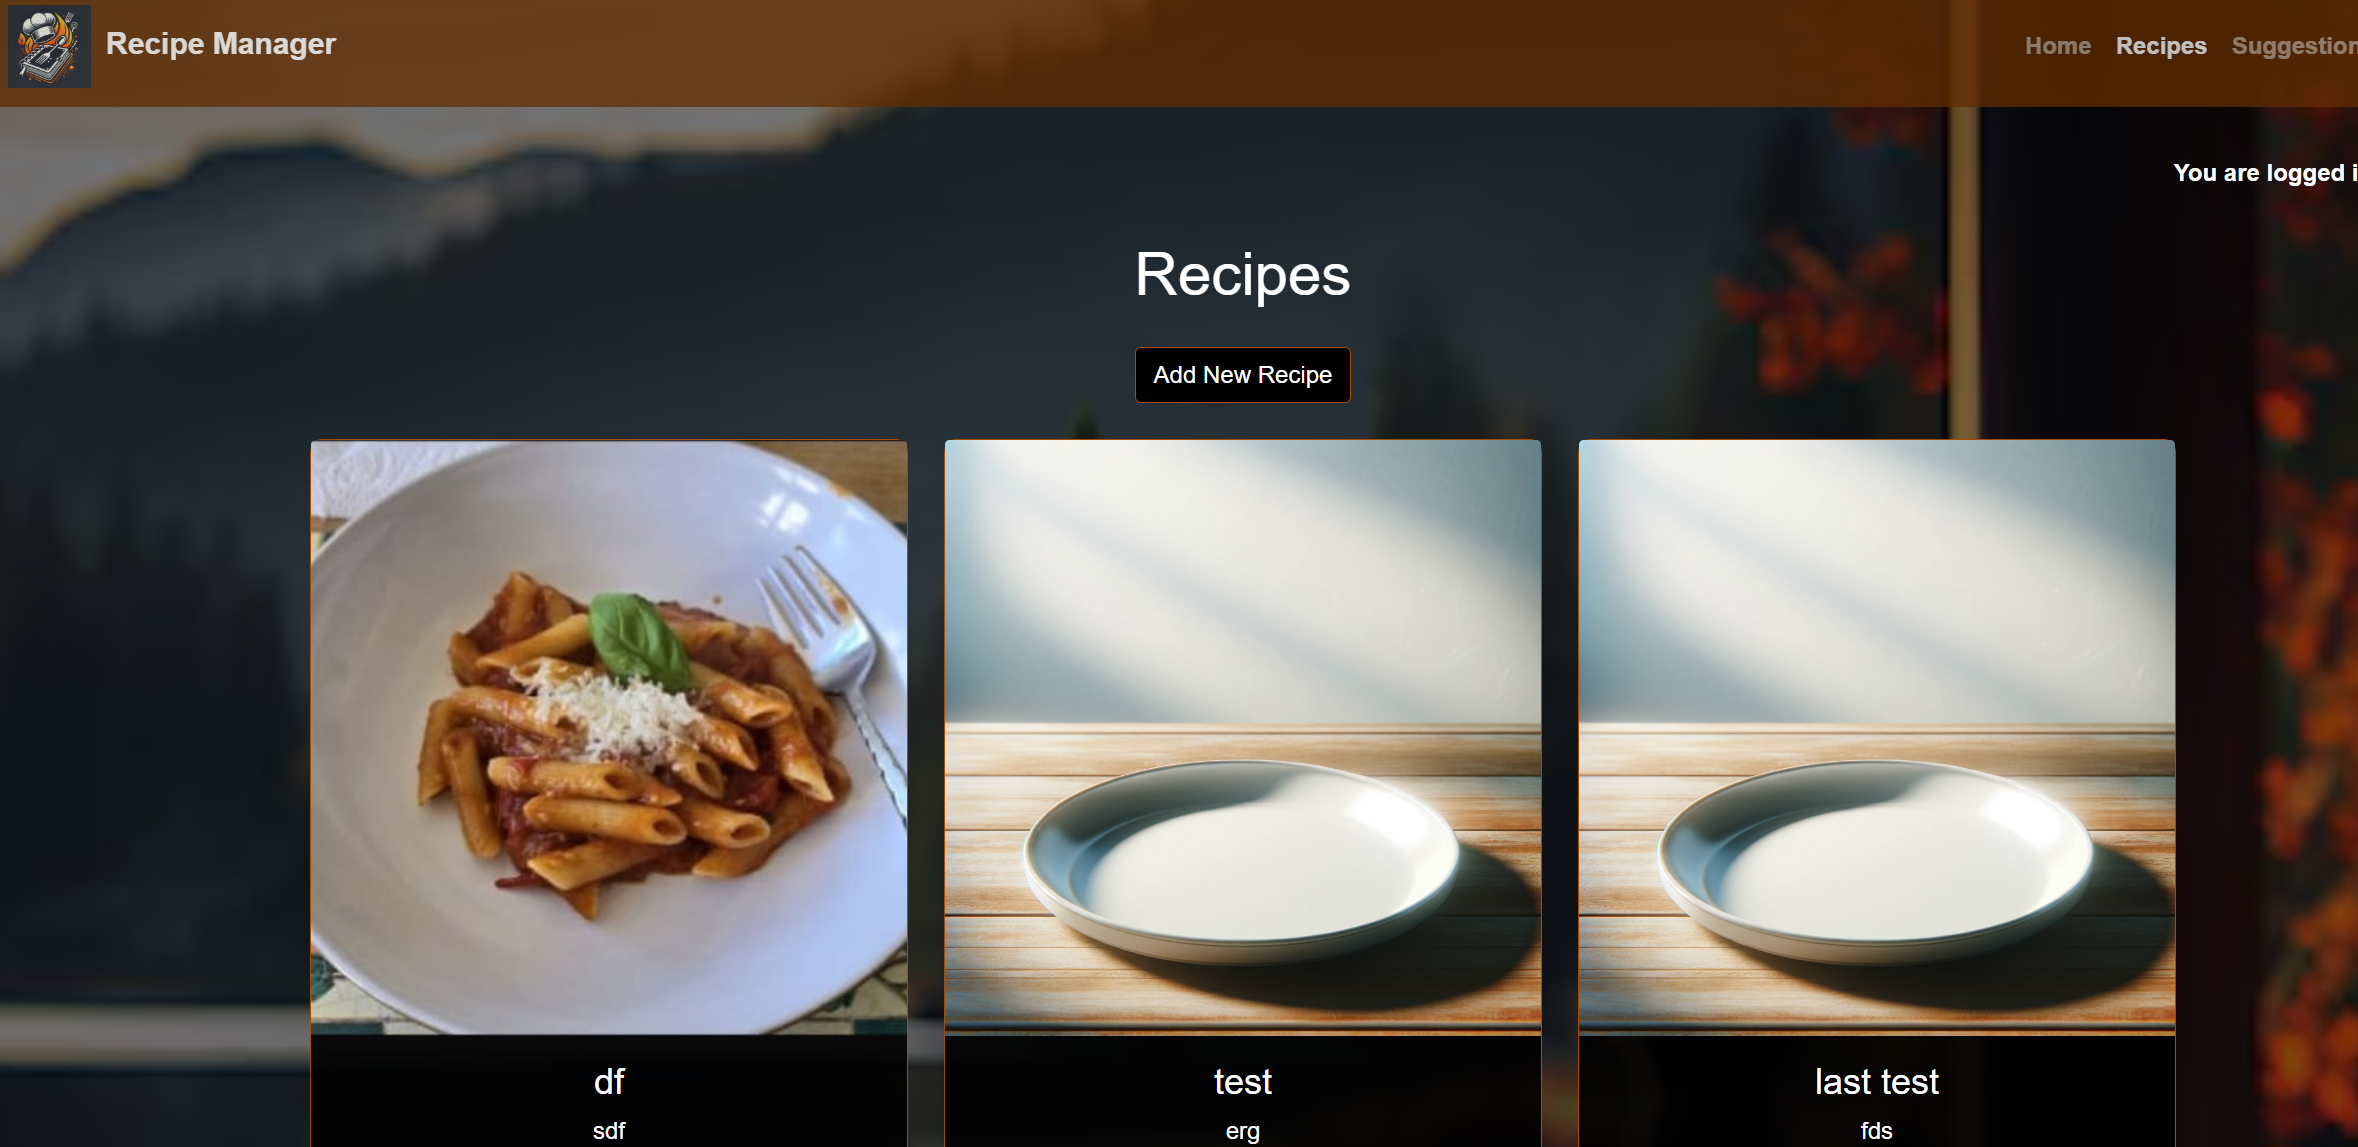 Recipe Manager
Home Recipes Suggestion
You are logged i
Recipes
Add New Recipe
df
test
last test
sdf
erg
fds